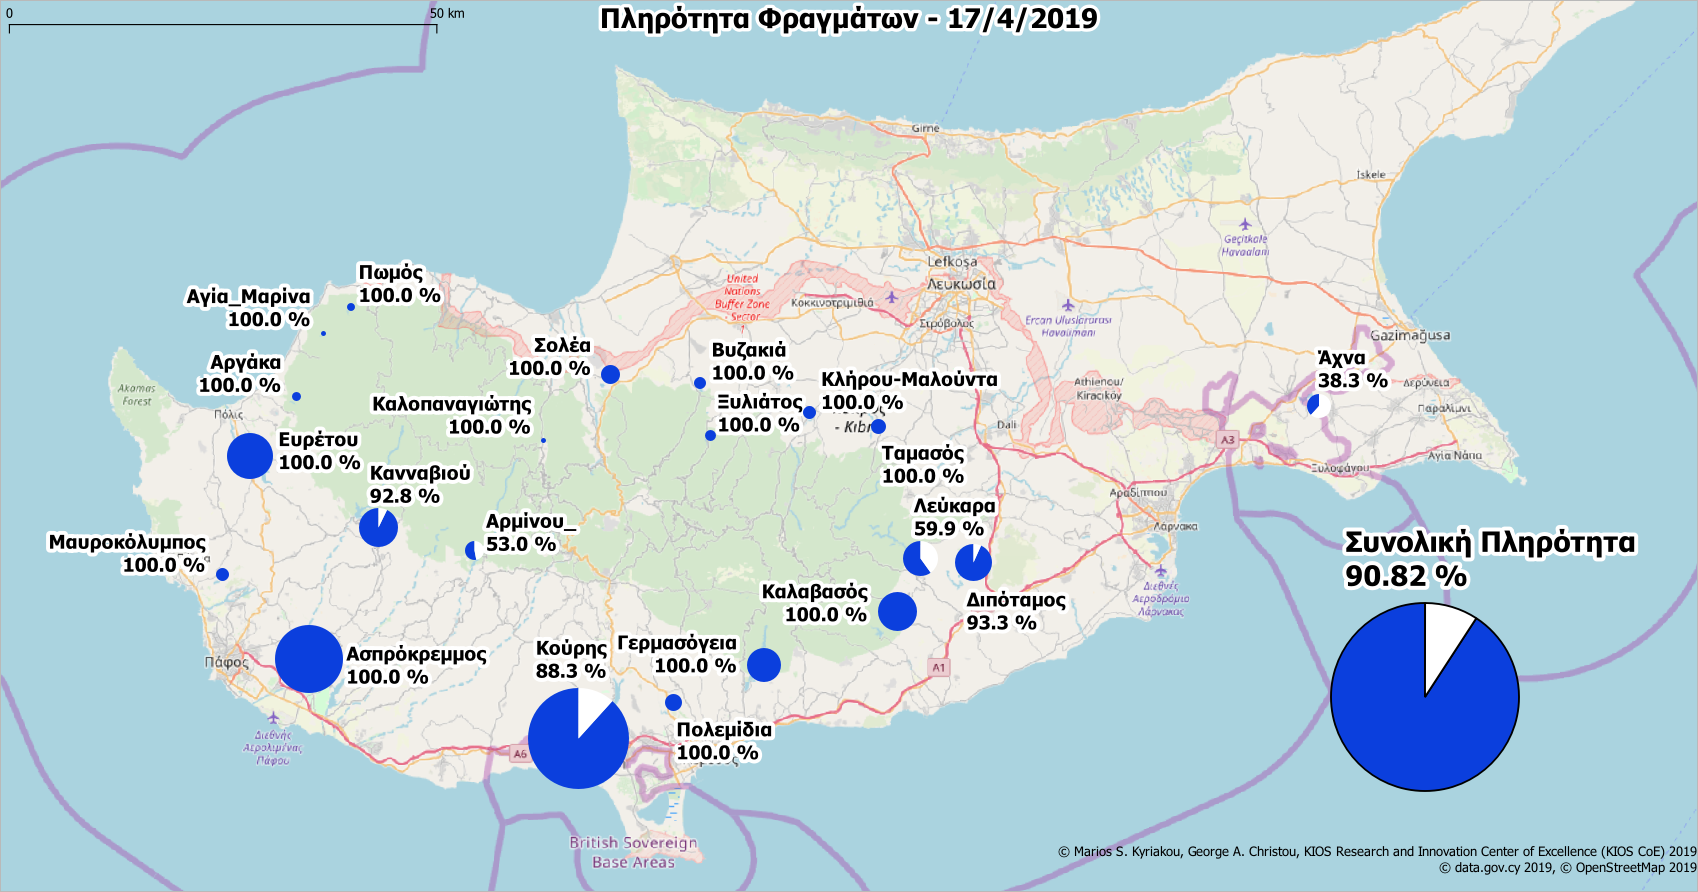 0
50 km
Πληρότητα Φραγμάτων - 17/4/2019
Girne
Iskele
Geçitkale
Havaalanı
Lefkoşa
Λευκωσία
Στρόβολος
Κοκκινοτριμιθιά
United
Nations
Buffer Zone
- Sector
Ercan Uluslararası
Havalimanı
Gazimağusa
Πωμός
100.0 %
Αγία_Μαρίνα
100.0 %
Αργάκα
100.0 %
Σολέα
100.0 %
Βυζακιά
100.0 %
Κλήρου-Μαλούντα
100.0 %
Άχνα
38.3 %
Akamas
Forest
Πόλις
Καλοπαναγιώτης
100.0 %
Ξυλιάτος
100.0 %
- Kıbrı
Athienou/
Kiracıköy
Dali
Δερύνεια
Παραλίμνι
A3
Αγία Νάπα
Ξυλοφάγου
Ευρέτου
100.0 %
Κανναβιού
92.8 %
Ταμασός
100.0 %
Αραδίππου
Λάρνακα
Λεύκαρα
59.9 %
Αρμίνου_
53.0 %
Μαυροκόλυμπος
100.0 %
Συνολική Πληρότητα
90.82 %
Καλαβασός
100.0 %
Διπόταμος
93.3 %
Διεθνές
Αεροδρόμιο
Λάρνακας
Πάφος
Ασπρόκρεμμος
100.0 %
Κούρης
88.3 %
Γερμασόγεια
100.0 %
A1
Πολεμίδια
100.0 %
Διεθνής
Αερολιμένας
Πάφου
A6
British Sovereign
Base Areas
© Marios S. Kyriakou, George A. Christou, KIOS Research and Innovation Center of Excellence (KIOS CoE) 2019
© data.gov.cy 2019, © OpenStreetMap 2019